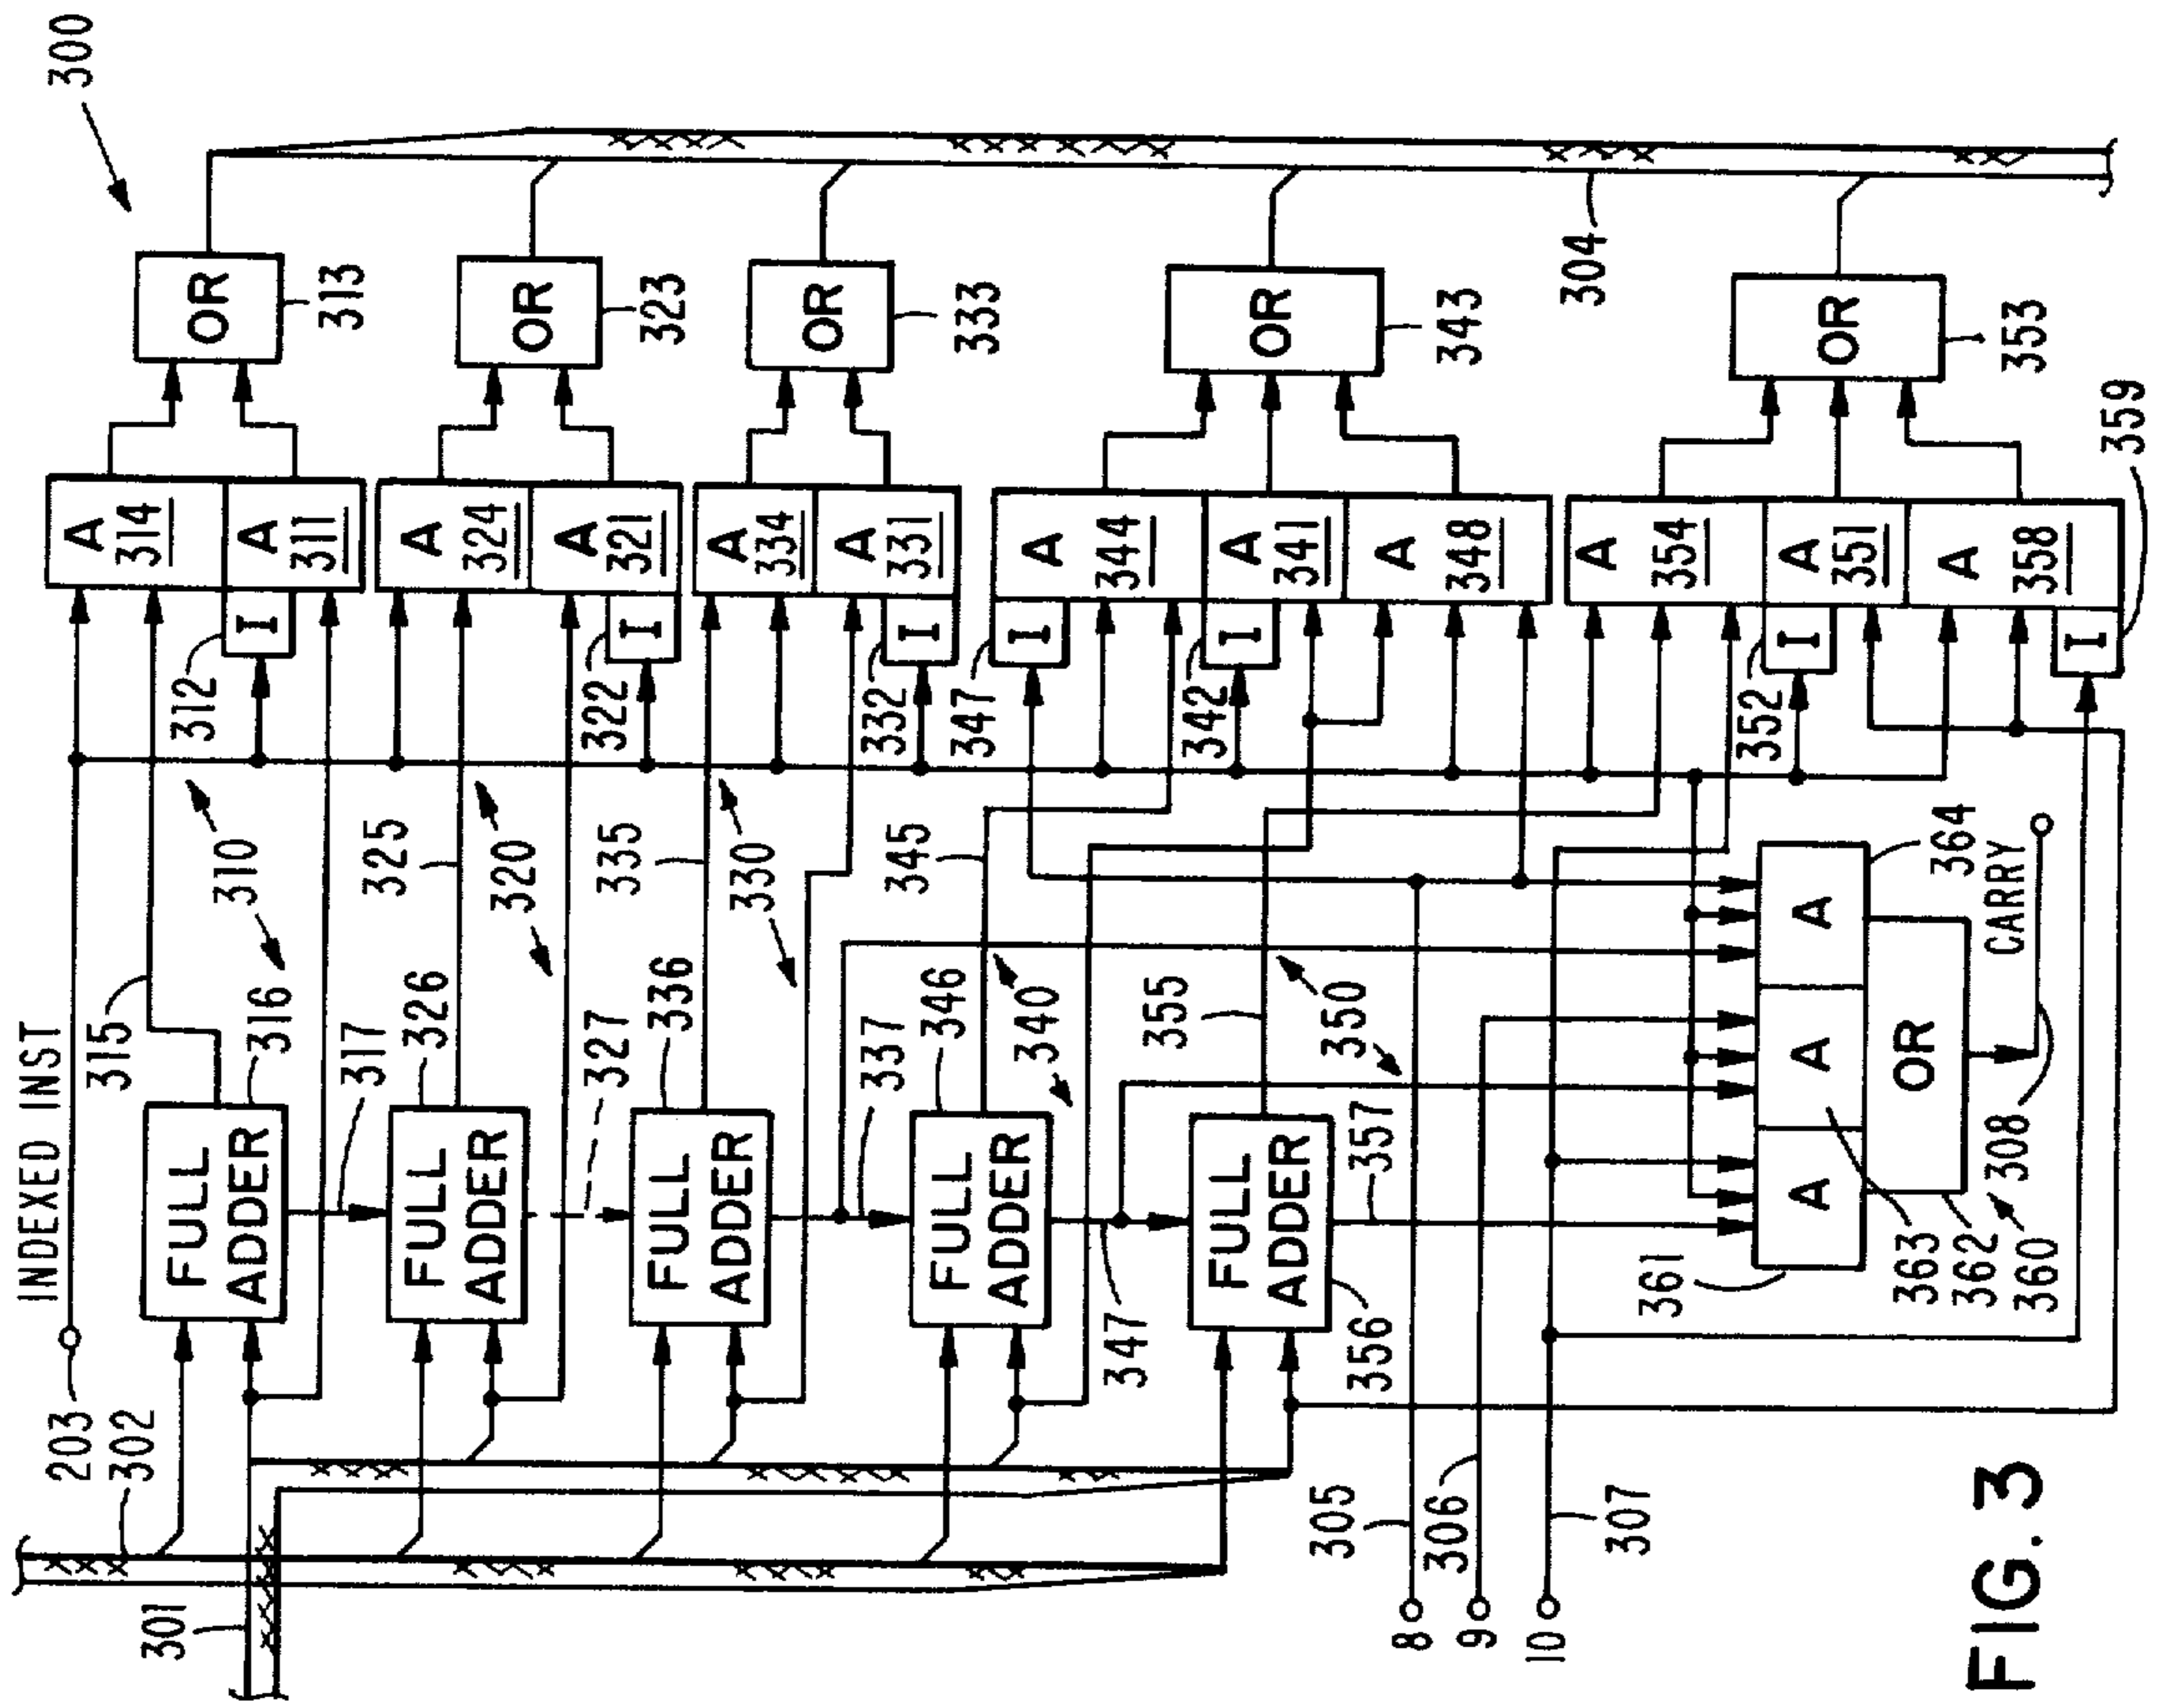 300
INDEXED INST
203
302
301
315
316
310
312
FULL
ADDER
A
314
A
311
I
OR
313
317
326
325
320
322
FULL
ADDER
A
324
A
321
I
OR
323
327
336
335
330
332
FULL
ADDER
A
334
A
331
I
OR
333
337
346
340
345
347
342
FULL
ADDER
I
A
344
I
A
341
A
348
OR
343
304
347
356
357
355
350
352
FULL
ADDER
A
354
I
A
351
A
358
I
359
OR
353
8
305
9
306
10
307
361
363
362
360
308
364
A
A
A
OR
CARRY
FIG. 3